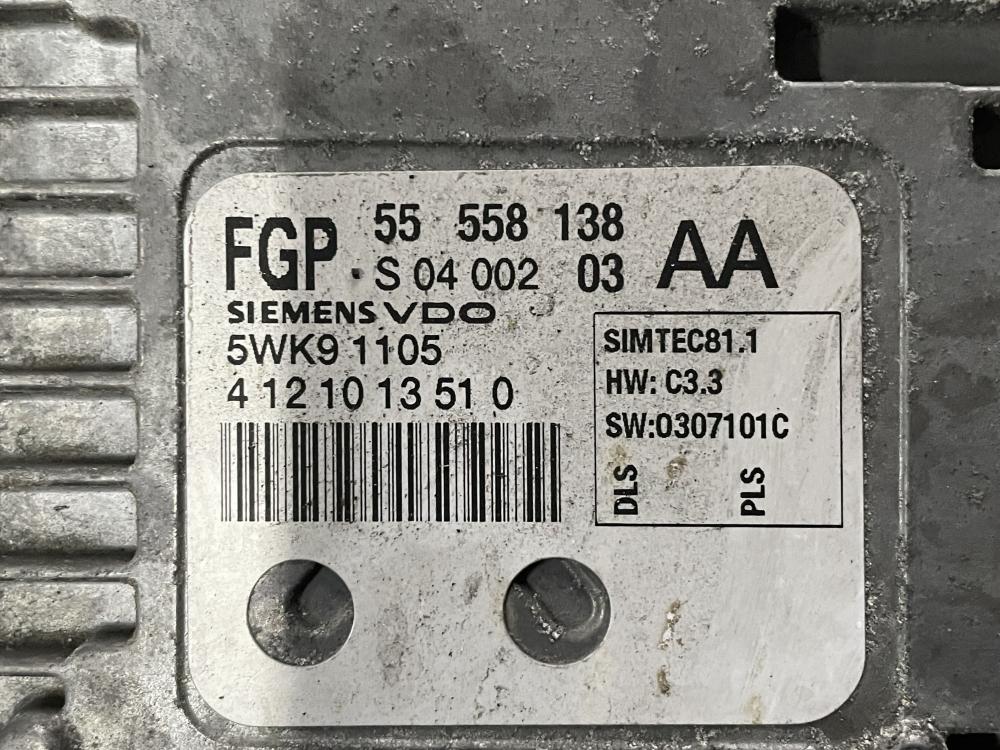 FGP 55 558 138 AA
S 04 002 03
SIEMENS VDO
5WK9 1105
4 12 10 13 51 0
SIMTEC81.1
HW: C3.3
SW:0307101C
DLS
PLS